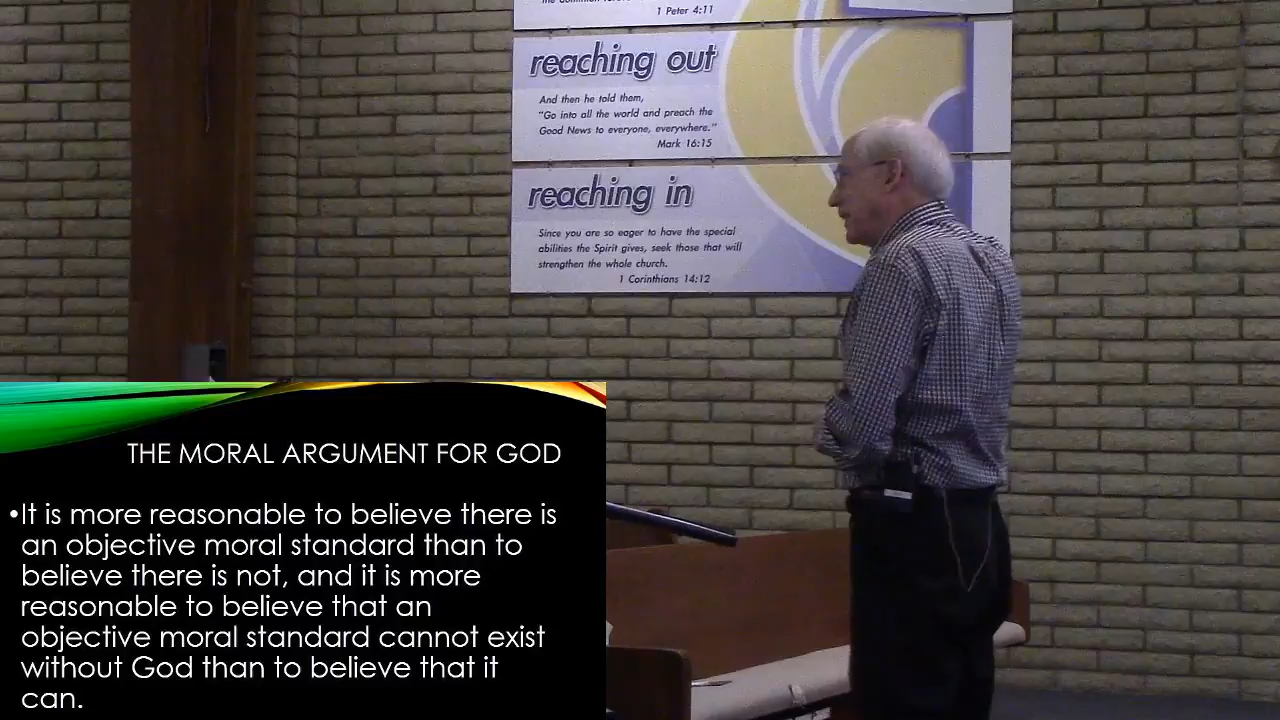 1 Peter 4:11
reaching out
And then he told them,
"Go into all the world and preach the
Good News to everyone, everywhere."
Mark 16:15
reaching in
Since you are so eager to have the special
abilities the Spirit gives, seek those that will
strengthen the whole church.
1 Corinthians 14:12
THE MORAL ARGUMENT FOR GOD
•It is more reasonable to believe there is
an objective moral standard than to
believe there is not, and it is more
reasonable to believe that an
objective moral standard cannot exist
without God than to believe that it
can.